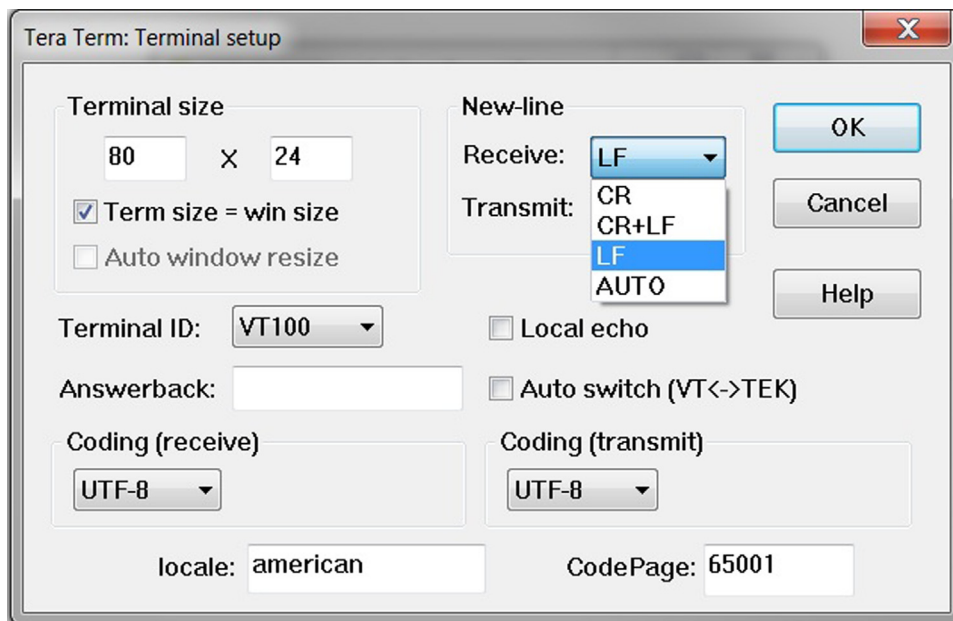 Tera Term: Terminal setup
Terminal size
80 X 24
Term size = win size
Auto window resize
New-line
Receive: LF
CR
CR+LF
LF
AUTO
Transmit:
OK
Cancel
Help
Terminal ID: VT100
Local echo
Answerback:
Auto switch (VT<->TEK)
Coding (receive)
UTF-8
Coding (transmit)
UTF-8
locale: american
CodePage: 65001